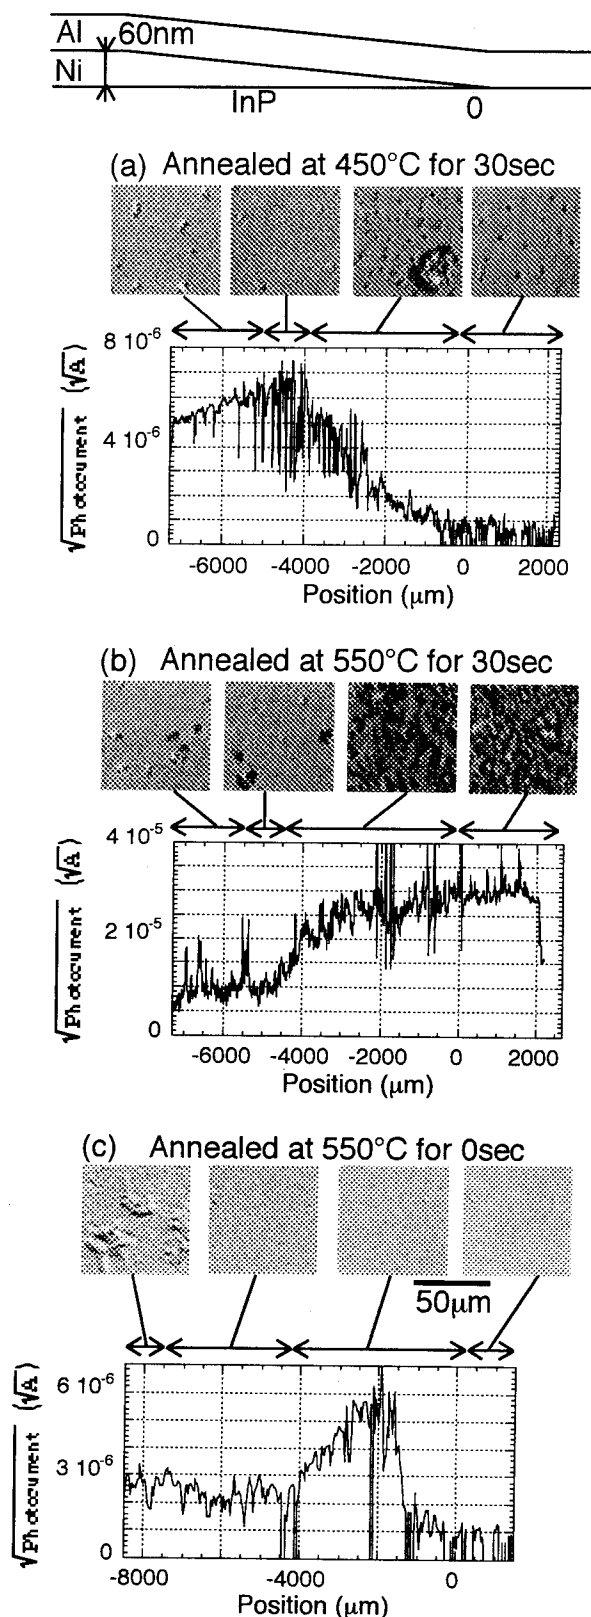 Al 60nm
Ni
InP 0
(a) Annealed at 450°C for 30sec
8 10⁻⁶
4 10⁻⁶
0
√Photocurrent (√A)
-6000 -4000 -2000 0 2000
Position (μm)
(b) Annealed at 550°C for 30sec
4 10⁻⁵
2 10⁻⁵
0
√Photocurrent (√A)
-6000 -4000 -2000 0 2000
Position (μm)
(c) Annealed at 550°C for 0sec
50μm
6 10⁻⁶
3 10⁻⁶
0
√Photocurrent (√A)
-8000 -4000 0
Position (μm)